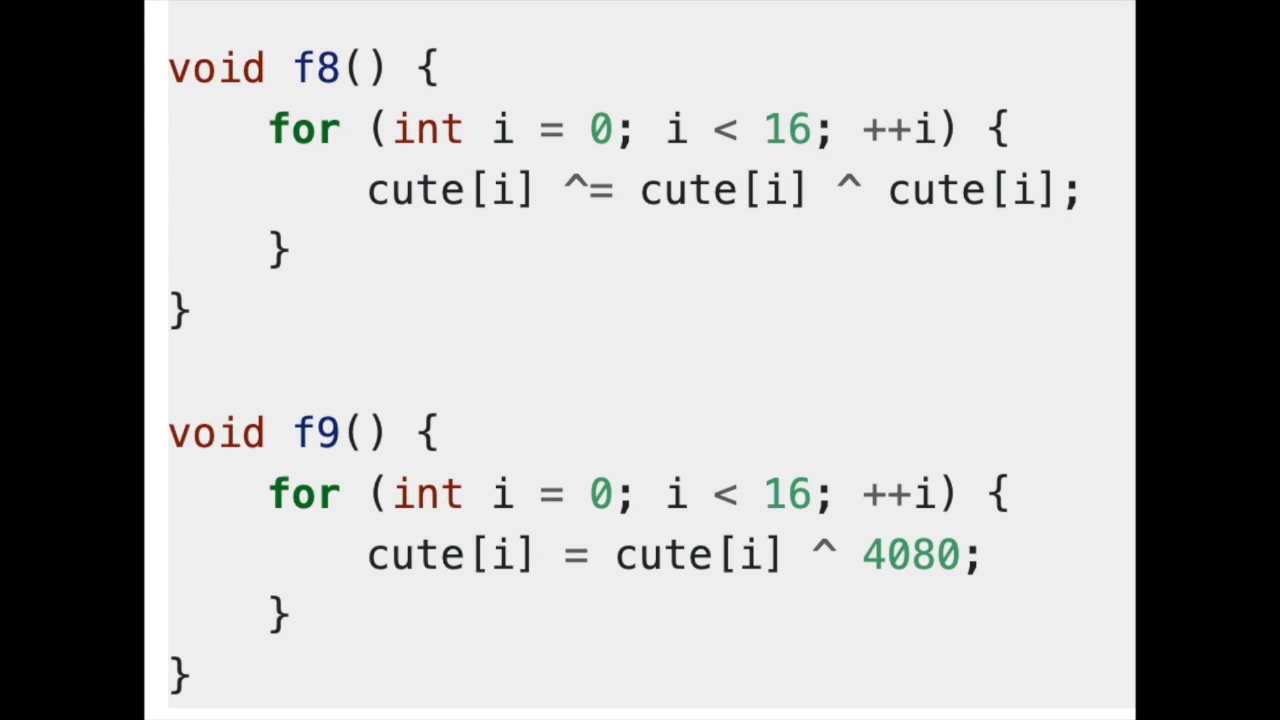 void f8() {
    for (int i = 0; i < 16; ++i) {
        cute[i] ^= cute[i] ^ cute[i];
    }
}
void f9() {
    for (int i = 0; i < 16; ++i) {
        cute[i] = cute[i] ^ 4080;
    }
}